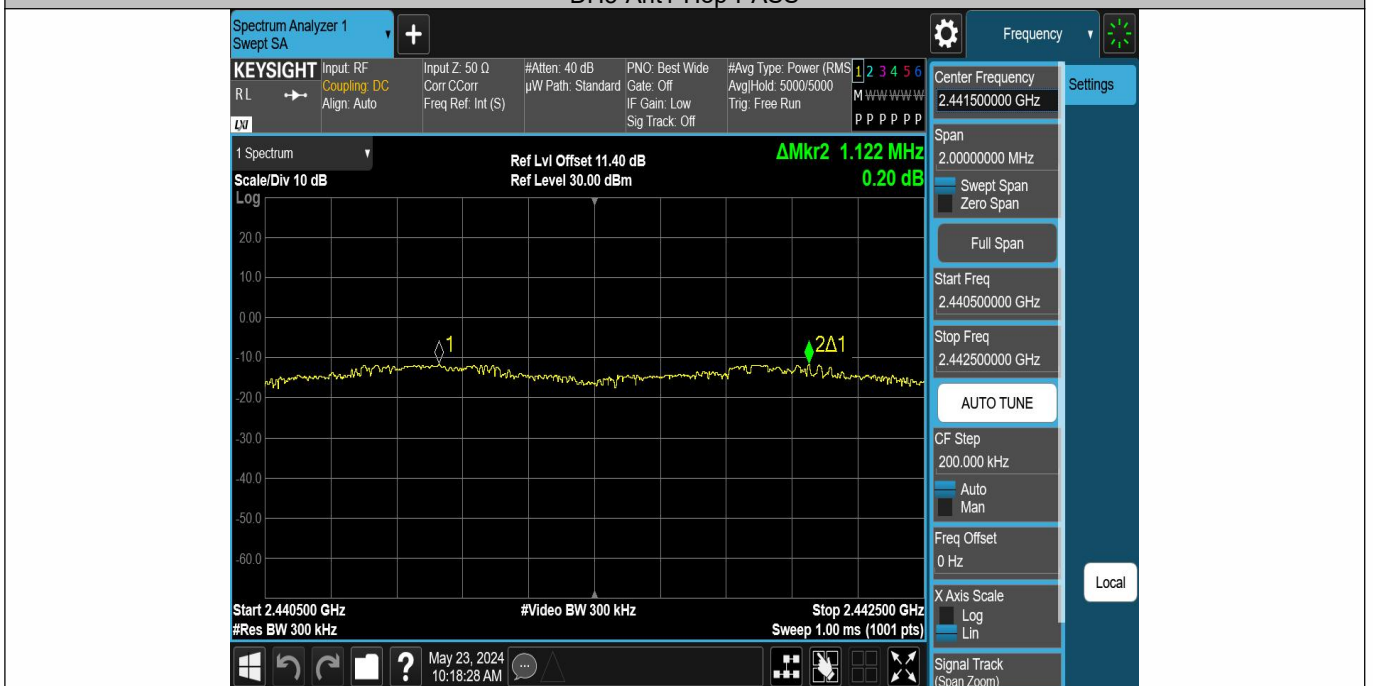 Spectrum Analyzer 1
Swept SA
Frequency
KEYSIGHT
RL
LXI
Input: RF
Coupling: DC
Align: Auto
Input Z: 50 Ω
Corr CCorr
Freq Ref: Int (S)
#Atten: 40 dB
µW Path: Standard
PNO: Best Wide
Gate: Off
IF Gain: Low
Sig Track: Off
#Avg Type: Power (RMS
Avg|Hold: 5000/5000
Trig: Free Run
1 2 3 4 5 6
M W W W W W
P P P P P P
1 Spectrum
Scale/Div 10 dB
Log
Ref Lvl Offset 11.40 dB
Ref Level 30.00 dBm
ΔMkr2 1.122 MHz
0.20 dB
20.0
10.0
0.00
-10.0
-20.0
-30.0
-40.0
-50.0
-60.0
1
2Δ1
Start 2.440500 GHz
#Res BW 300 kHz
#Video BW 300 kHz
Stop 2.442500 GHz
Sweep 1.00 ms (1001 pts)
Center Frequency
2.441500000 GHz
Settings
Span
2.00000000 MHz
Swept Span
Zero Span
Full Span
Start Freq
2.440500000 GHz
Stop Freq
2.442500000 GHz
AUTO TUNE
CF Step
200.000 kHz
Auto
Man
Freq Offset
0 Hz
X Axis Scale
Log
Lin
Local
Signal Track
(Span Zoom)
?
May 23, 2024
10:18:28 AM